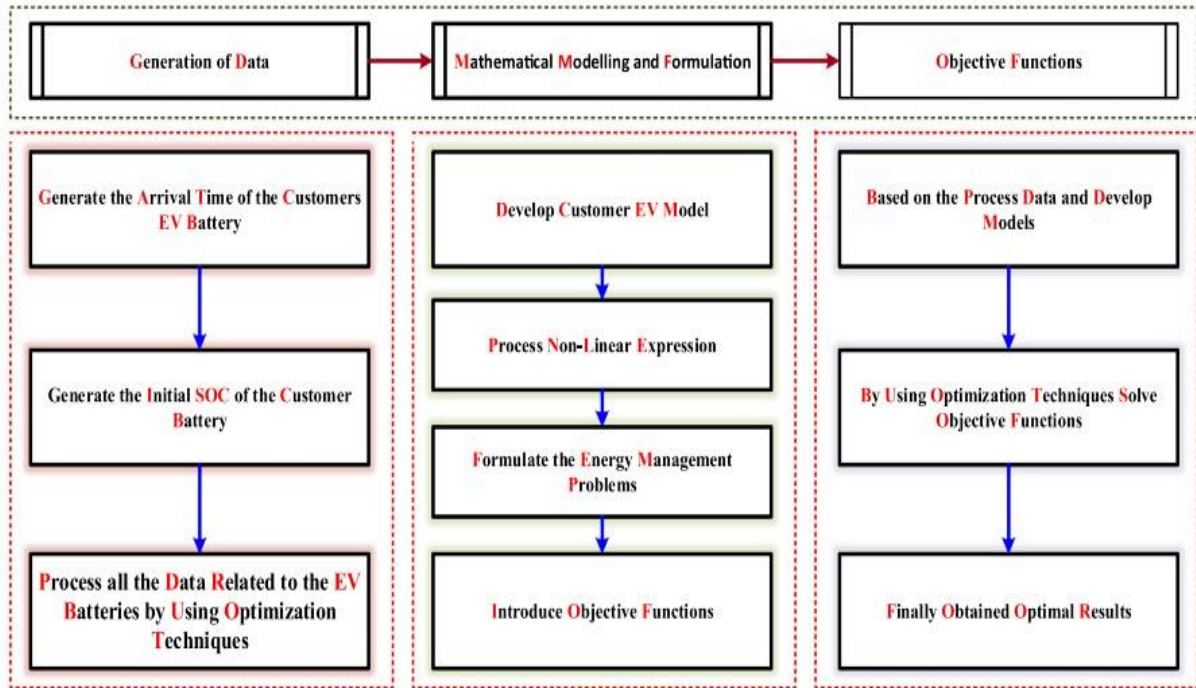 Generation of Data
Mathematical Modelling and Formulation
Objective Functions
Generate the Arrival Time of the Customers
EV Battery
Generate the Initial SOC of the Customer
Battery
Process all the Data Related to the EV
Batteries by Using Optimization
Techniques
Develop Customer EV Model
Process Non-Linear Expression
Formulate the Energy Management
Problems
Introduce Objective Functions
Based on the Process Data and Develop
Models
By Using Optimization Techniques Solve
Objective Functions
Finally Obtained Optimal Results